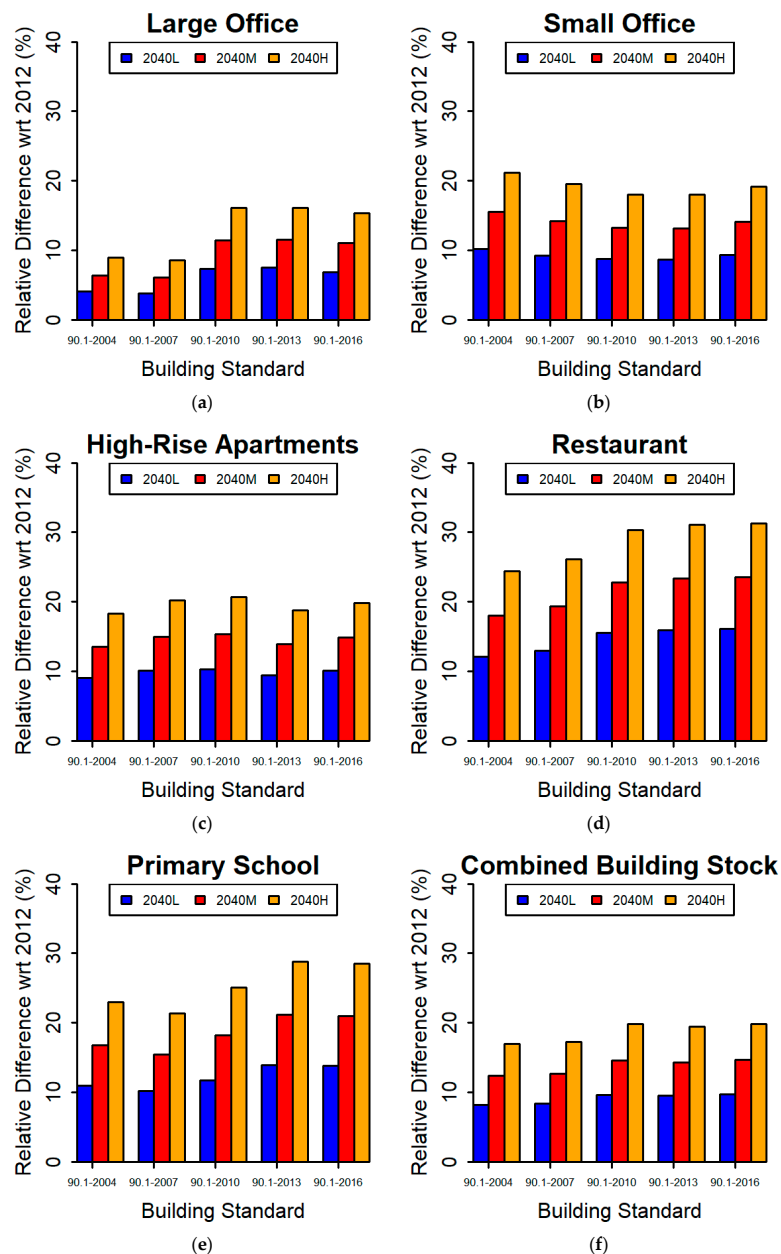 Large Office
Relative Difference wrt 2012 (%)
40
30
20
10
0
2040L 2040M 2040H
90.1-2004 90.1-2007 90.1-2010 90.1-2013 90.1-2016
Building Standard
(a)
Small Office
Relative Difference wrt 2012 (%)
40
30
20
10
0
2040L 2040M 2040H
90.1-2004 90.1-2007 90.1-2010 90.1-2013 90.1-2016
Building Standard
(b)
High-Rise Apartments
Relative Difference wrt 2012 (%)
40
30
20
10
0
2040L 2040M 2040H
90.1-2004 90.1-2007 90.1-2010 90.1-2013 90.1-2016
Building Standard
(c)
Restaurant
Relative Difference wrt 2012 (%)
40
30
20
10
0
2040L 2040M 2040H
90.1-2004 90.1-2007 90.1-2010 90.1-2013 90.1-2016
Building Standard
(d)
Primary School
Relative Difference wrt 2012 (%)
40
30
20
10
0
2040L 2040M 2040H
90.1-2004 90.1-2007 90.1-2010 90.1-2013 90.1-2016
Building Standard
(e)
Combined Building Stock
Relative Difference wrt 2012 (%)
40
30
20
10
0
2040L 2040M 2040H
90.1-2004 90.1-2007 90.1-2010 90.1-2013 90.1-2016
Building Standard
(f)